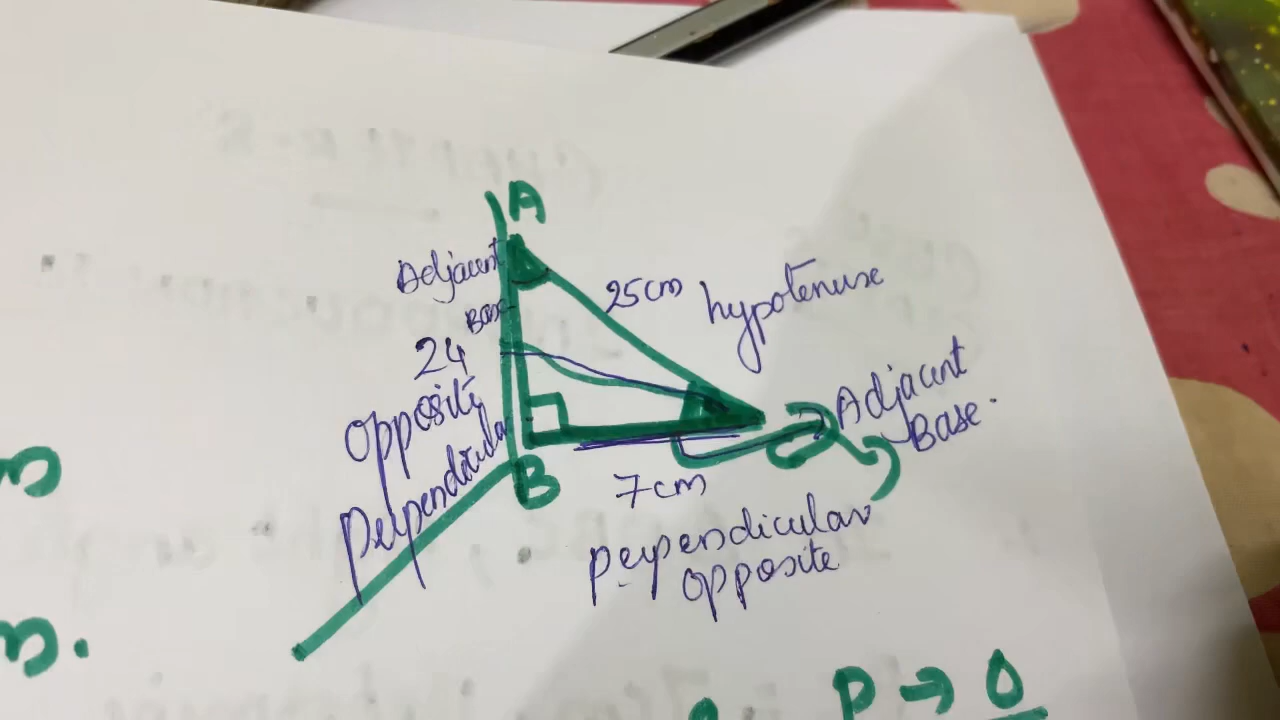 A
Adjacent
Base
25cm
hypotenuse
24
opposite
perpendicular
B
7cm
Adjacent
Base.
perpendicular
opposite
P → O